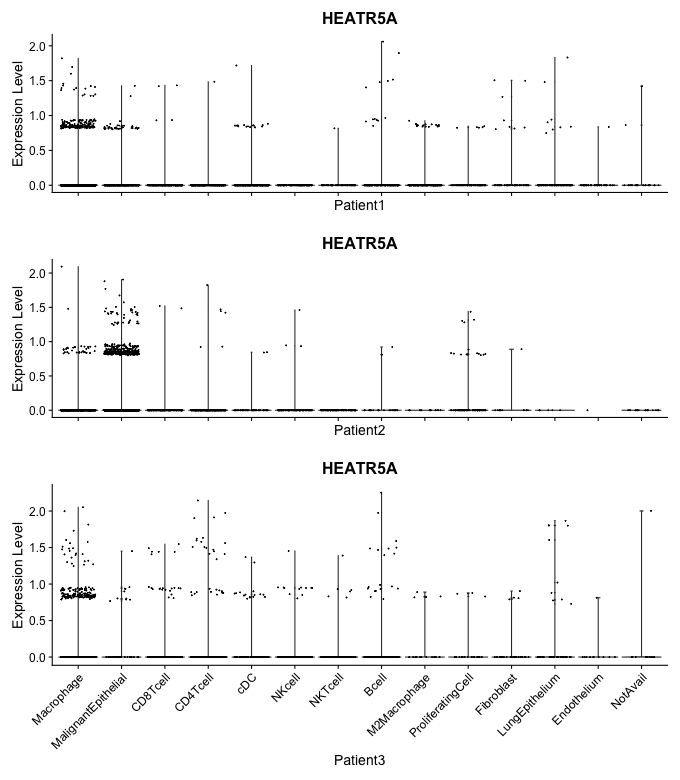 HEATR5A
Expression Level
2.0
1.5
1.0
0.5
0.0
Patient1
HEATR5A
Expression Level
2.0
1.5
1.0
0.5
0.0
Patient2
HEATR5A
Expression Level
2.0
1.5
1.0
0.5
0.0
Macrophage
MalignantEpithelial
CD8Tcell
CD4Tcell
cDC
NKcell
NKTcell
Bcell
M2Macrophage
ProliferatingCell
Fibroblast
LungEpithelium
Endothelium
NotAvail
Patient3